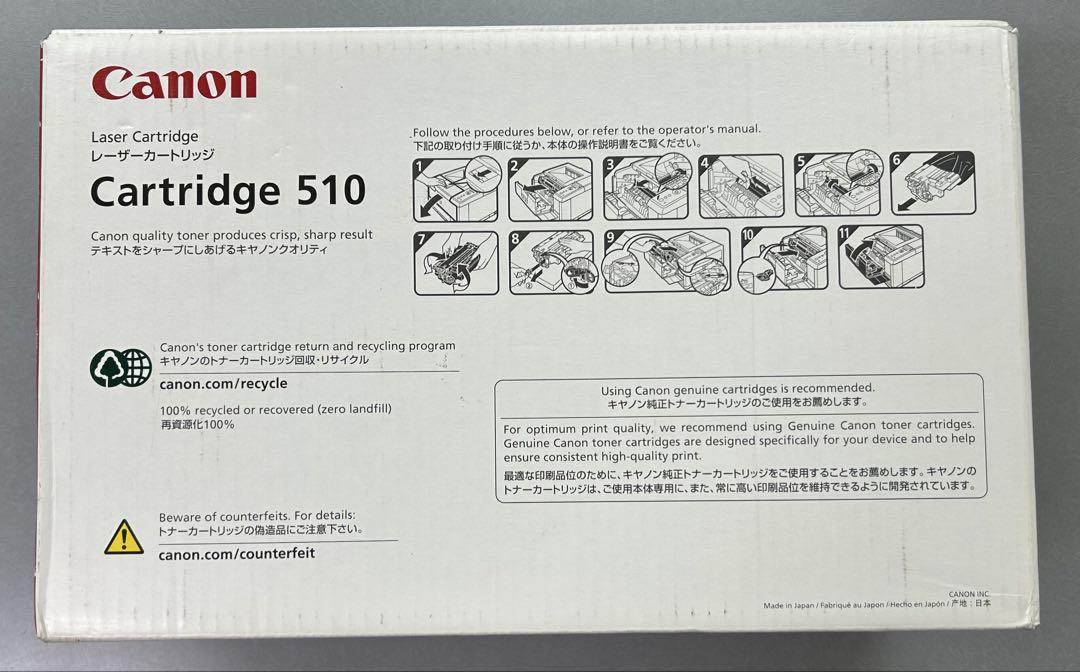 Canon
Laser Cartridge
レーザーカートリッジ
Cartridge 510
Canon quality toner produces crisp, sharp result
テキストをシャープにしあげるキヤノンクオリティ
Follow the procedures below, or refer to the operator's manual.
下記の取り付け手順に従うか、本体の操作説明書をご覧ください。
1 2 3 4 5 6
7 8 9 10 11
Canon's toner cartridge return and recycling program
キヤノンのトナーカートリッジ回収・リサイクル
canon.com/recycle
100% recycled or recovered (zero landfill)
再資源化100%
Using Canon genuine cartridges is recommended.
キヤノン純正トナーカートリッジのご使用をお薦めします。
For optimum print quality, we recommend using Genuine Canon toner cartridges.
Genuine Canon toner cartridges are designed specifically for your device and to help
ensure consistent high-quality print.
最適な印刷品位のために、キヤノン純正トナーカートリッジをご使用することをお薦めします。キヤノンの
トナーカートリッジは、ご使用本体専用に、また、常に高い印刷品位を維持できるように開発されています。
Beware of counterfeits. For details:
トナーカートリッジの偽造品にご注意下さい。
canon.com/counterfeit
CANON INC.
Made in Japan / Fabriqué au Japon / Hecho en Japón / 产地：日本